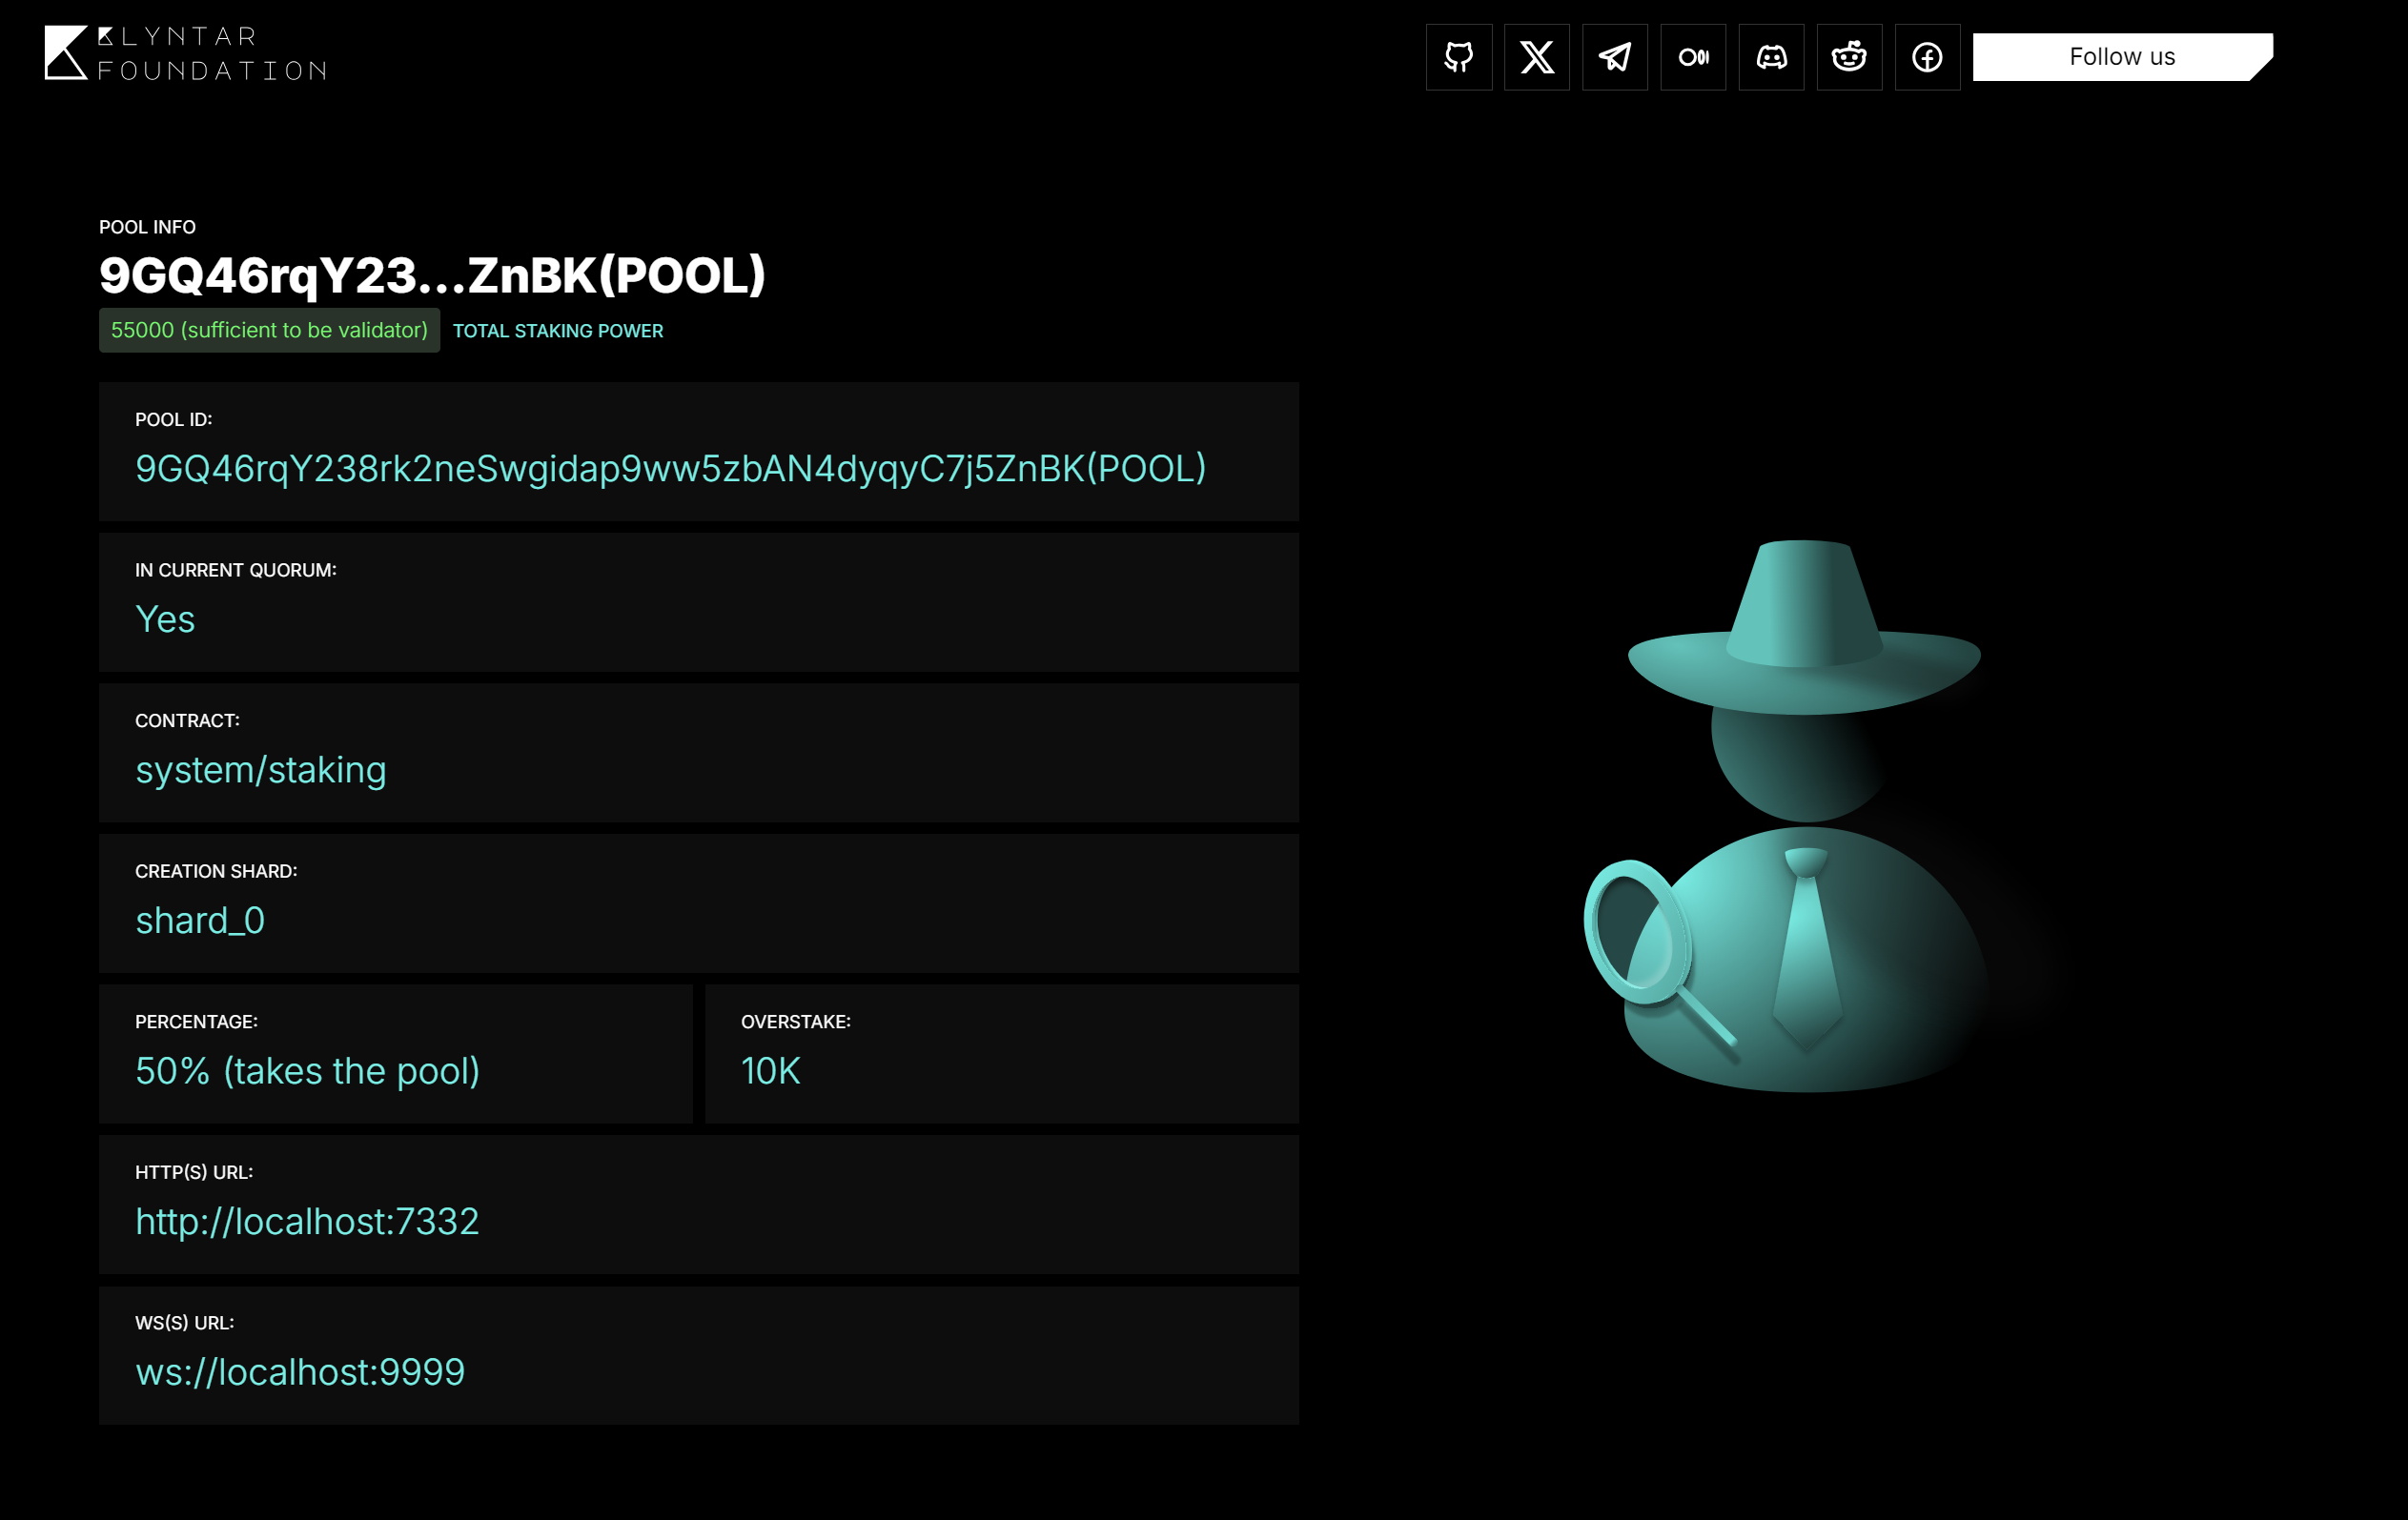 KLYNTAR
FOUNDATION
Follow us
POOL INFO
9GQ46rqY23...ZnBK(POOL)
55000 (sufficient to be validator) TOTAL STAKING POWER
POOL ID:
9GQ46rqY238rk2neSwgidap9ww5zbAN4dyqyC7j5ZnBK(POOL)
IN CURRENT QUORUM:
Yes
CONTRACT:
system/staking
CREATION SHARD:
shard_0
PERCENTAGE:
50% (takes the pool)
OVERSTAKE:
10K
HTTP(S) URL:
http://localhost:7332
WS(S) URL:
ws://localhost:9999